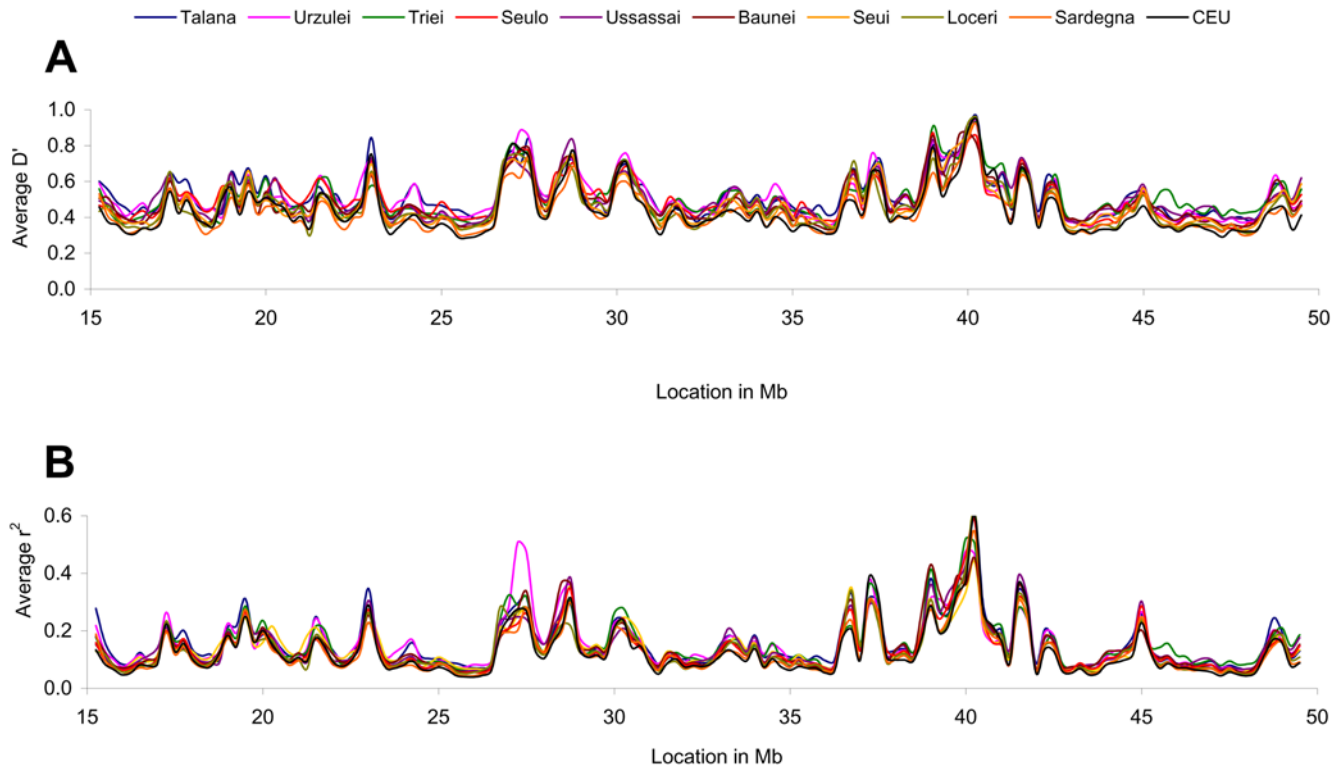 Talana Urzulei Triei Seulo Ussassai Baunei Seui Loceri Sardegna CEU
A
Average D'
1.0
0.8
0.6
0.4
0.2
0.0
15 20 25 30 35 40 45 50
Location in Mb
B
Average r²
0.6
0.4
0.2
0.0
15 20 25 30 35 40 45 50
Location in Mb